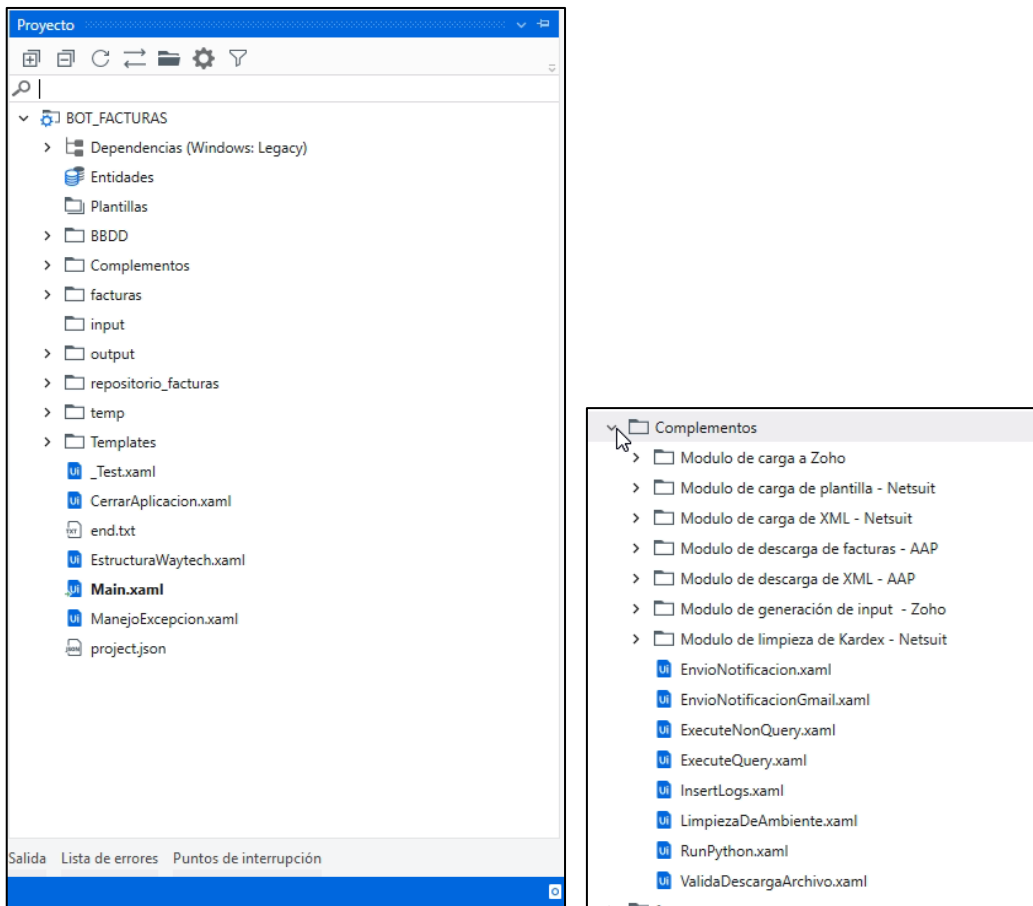 Proyecto
BOT_FACTURAS
Dependencias (Windows: Legacy)
Entidades
Plantillas
BBDD
Complementos
facturas
input
output
repositorio_facturas
temp
Templates
_Test.xaml
CerrarAplicacion.xaml
end.txt
EstructuraWaytech.xaml
Main.xaml
ManejoExcepcion.xaml
project.json
Salida Lista de errores Puntos de interrupción
Complementos
Modulo de carga a Zoho
Modulo de carga de plantilla - Netsuit
Modulo de carga de XML - Netsuit
Modulo de descarga de facturas - AAP
Modulo de descarga de XML - AAP
Modulo de generación de input - Zoho
Modulo de limpieza de Kardex - Netsuit
EnvioNotificacion.xaml
EnvioNotificacionGmail.xaml
ExecuteNonQuery.xaml
ExecuteQuery.xaml
InsertLogs.xaml
LimpiezaDeAmbiente.xaml
RunPython.xaml
ValidaDescargaArchivo.xaml